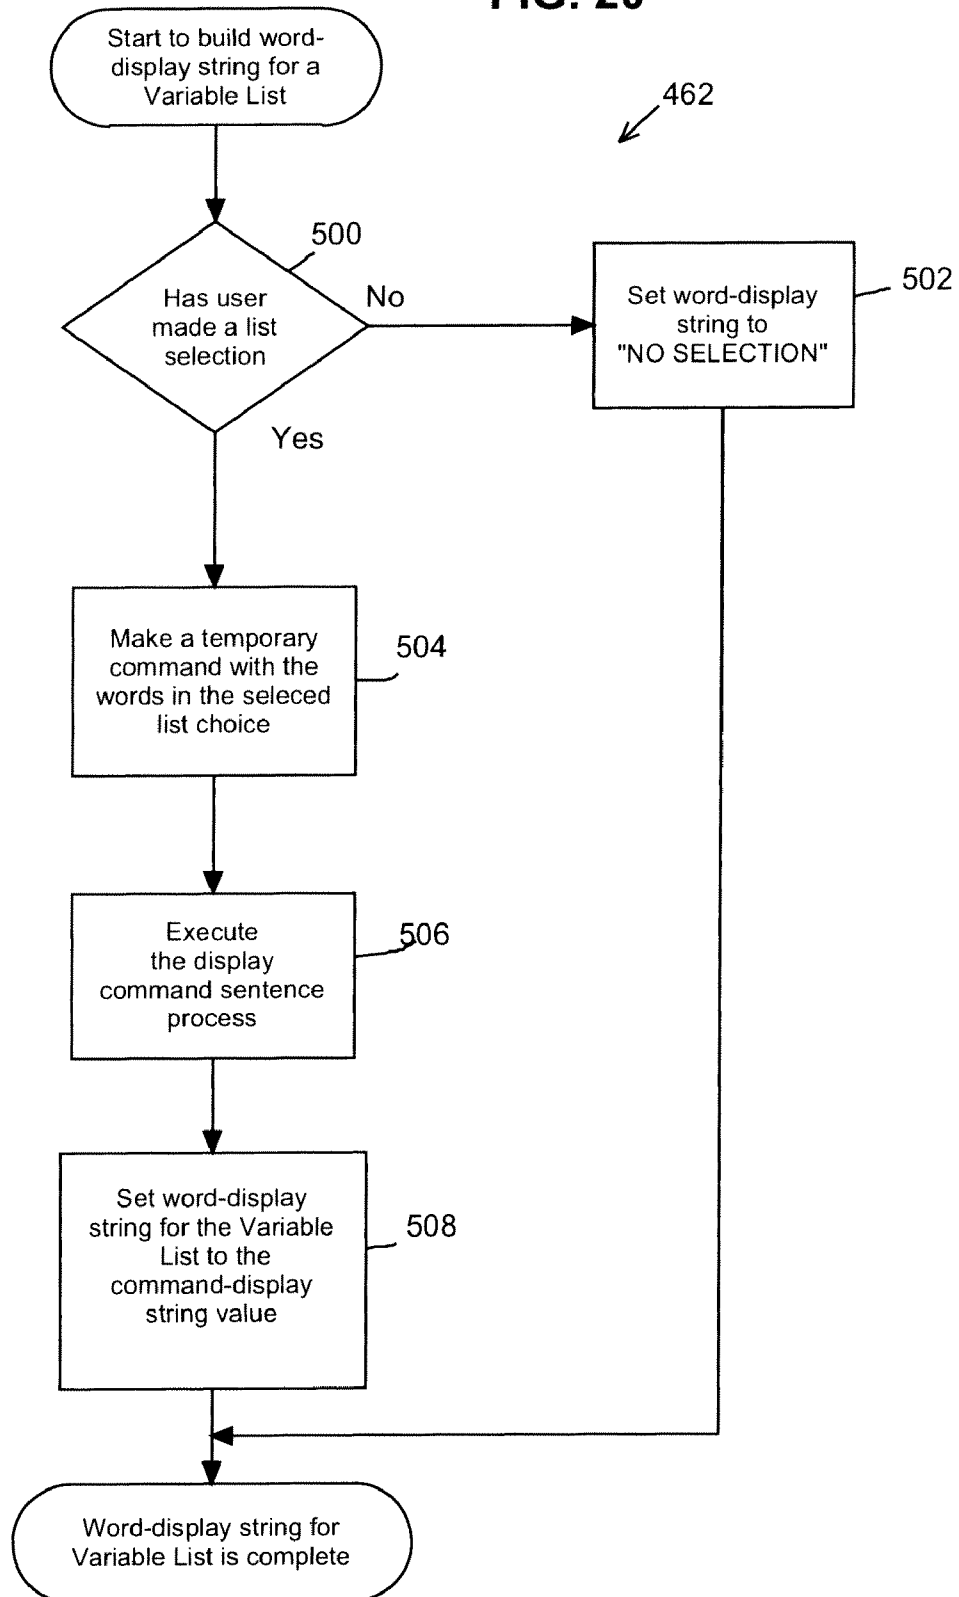 Start to build word-
display string for a
Variable List
462
500
Has user
made a list
selection
No
Set word-display
string to
"NO SELECTION"
502
Yes
Make a temporary
command with the
words in the seleced
list choice
504
Execute
the display
command sentence
process
506
Set word-display
string for the Variable
List to the
command-display
string value
508
Word-display string for
Variable List is complete